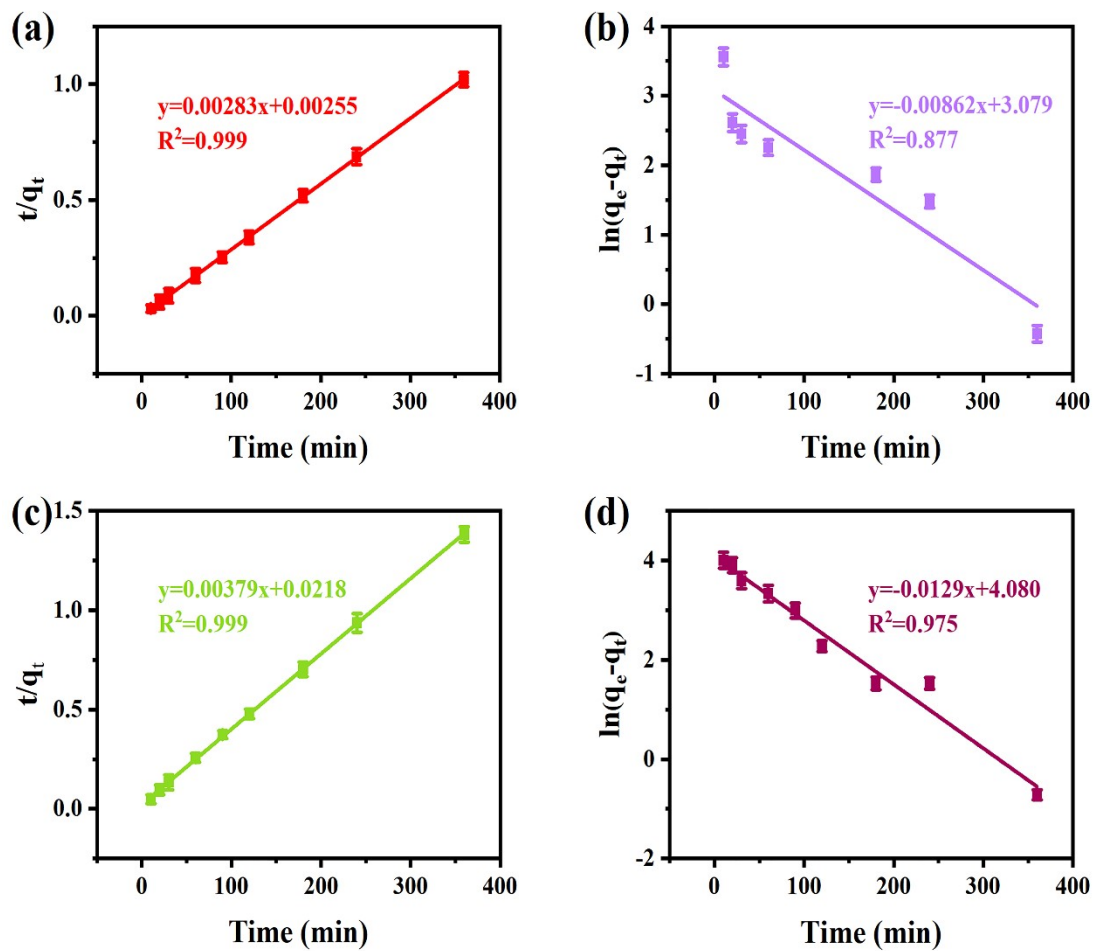 (a)
1.0
0.5
0.0
t/qt
y=0.00283x+0.00255
R²=0.999
0 100 200 300 400
Time (min)
(b)
4
3
2
1
0
-1
ln(qe-qt)
y=-0.00862x+3.079
R²=0.877
0 100 200 300 400
Time (min)
(c)
1.5
1.0
0.5
0.0
t/qt
y=0.00379x+0.0218
R²=0.999
0 100 200 300 400
Time (min)
(d)
4
2
0
-2
ln(qe-qt)
y=-0.0129x+4.080
R²=0.975
0 100 200 300 400
Time (min)